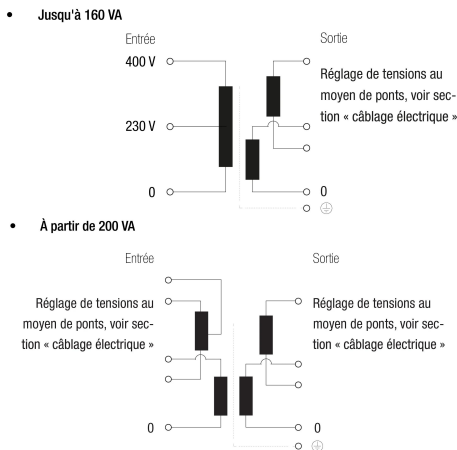 • Jusqu'à 160 VA
Entrée
Sortie
400 V
Réglage de tensions au
moyen de ponts, voir sec-
tion « câblage électrique »
230 V
0
0
• À partir de 200 VA
Entrée
Sortie
Réglage de tensions au
moyen de ponts, voir sec-
tion « câblage électrique »
Réglage de tensions au
moyen de ponts, voir sec-
tion « câblage électrique »
0
0